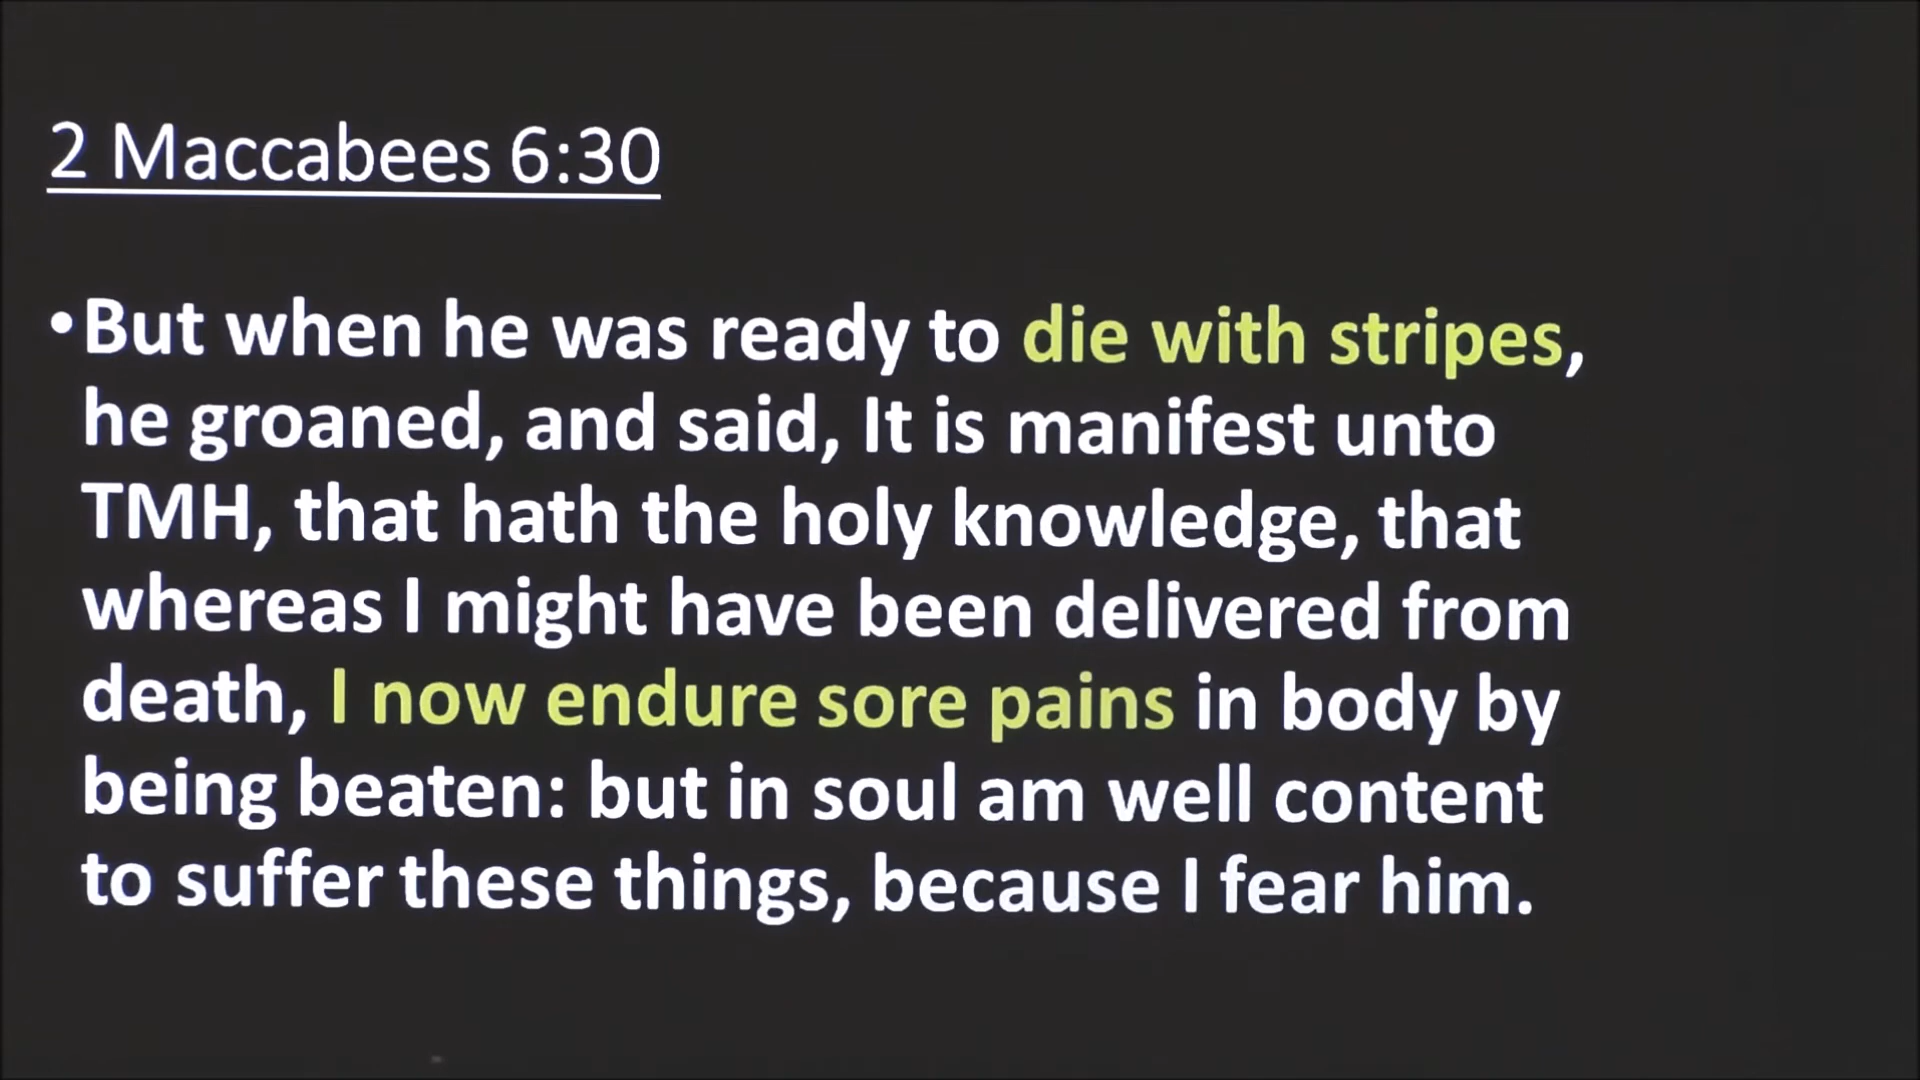 2 Maccabees 6:30
•But when he was ready to die with stripes,
he groaned, and said, It is manifest unto
TMH, that hath the holy knowledge, that
whereas I might have been delivered from
death, I now endure sore pains in body by
being beaten: but in soul am well content
to suffer these things, because I fear him.